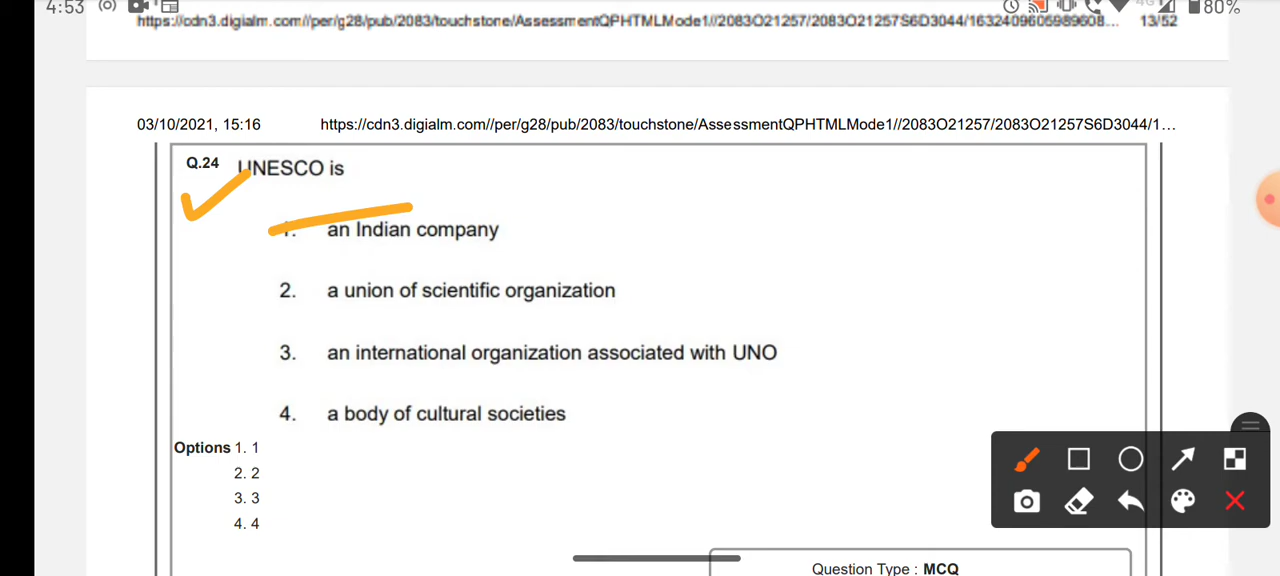 4:53 80%
https://cdn3.digialm.com//per/g28/pub/2083/touchstone/AssessmentQPHTMLMode1//2083O21257/2083O21257S6D3044/1632409605989608... 13/52
03/10/2021, 15:16 https://cdn3.digialm.com//per/g28/pub/2083/touchstone/AssessmentQPHTMLMode1//2083O21257/2083O21257S6D3044/1...
Q.24 UNESCO is
1. an Indian company
2. a union of scientific organization
3. an international organization associated with UNO
4. a body of cultural societies
Options 1. 1
2. 2
3. 3
4. 4
Question Type : MCQ